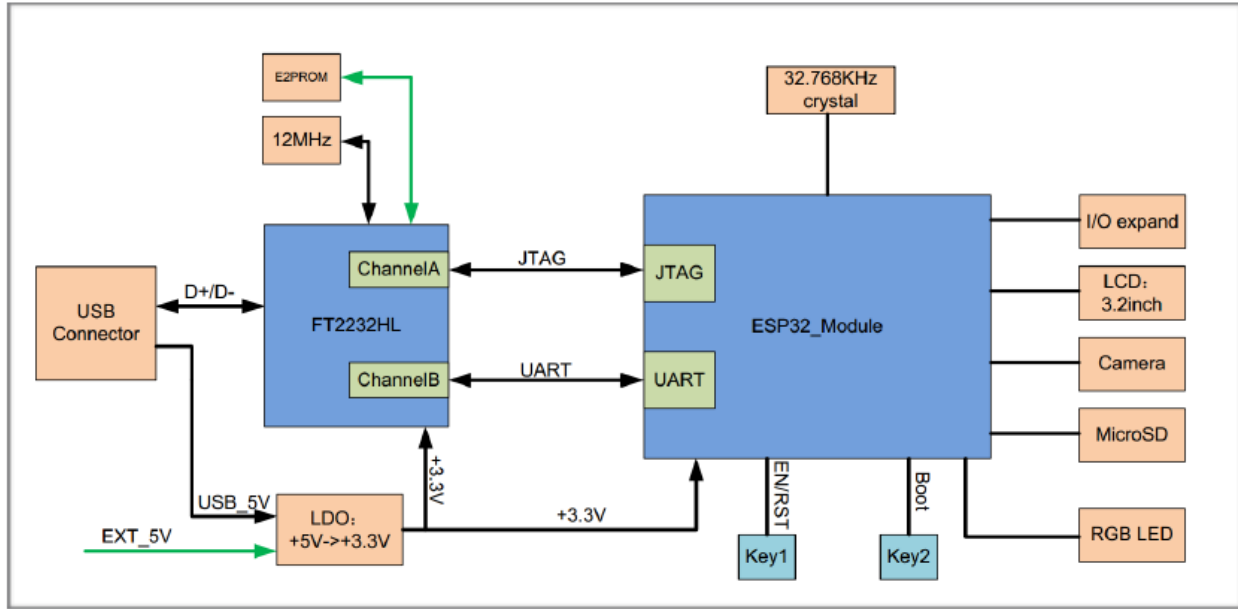 E2PROM
12MHz
32.768KHz
crystal
USB
Connector
D+/D-
FT2232HL
ChannelA
ChannelB
JTAG
UART
JTAG
UART
ESP32_Module
I/O expand
LCD：
3.2inch
Camera
MicroSD
RGB LED
USB_5V
EXT_5V
LDO：
+5V->+3.3V
+3.3V
+3.3V
EN/RST
Boot
Key1
Key2